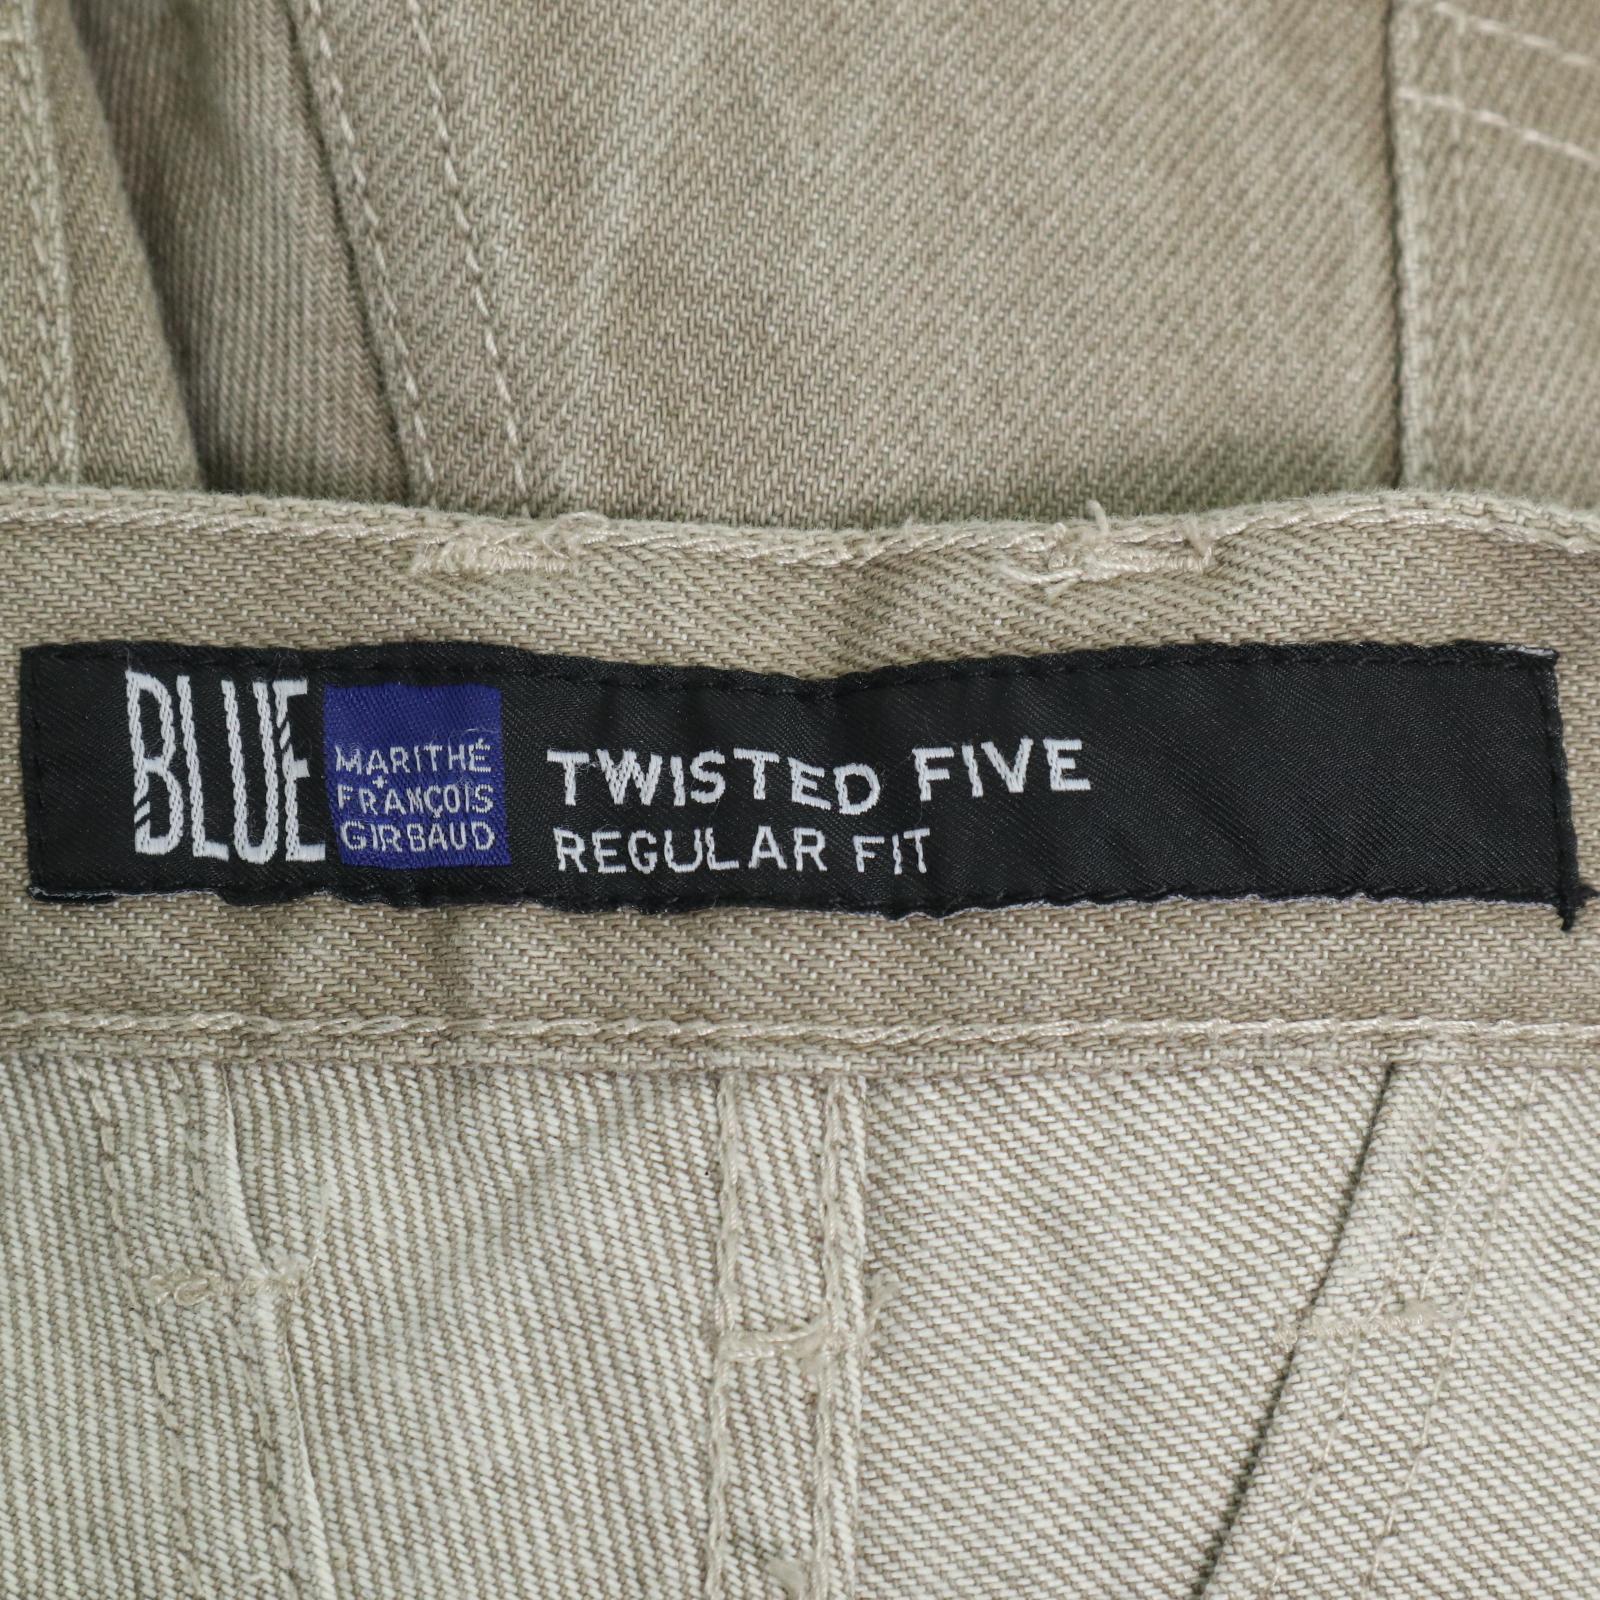 BLUE
MARITHÉ
+
FRANÇOIS
GIRBAUD
TWISTED FIVE
REGULAR FIT